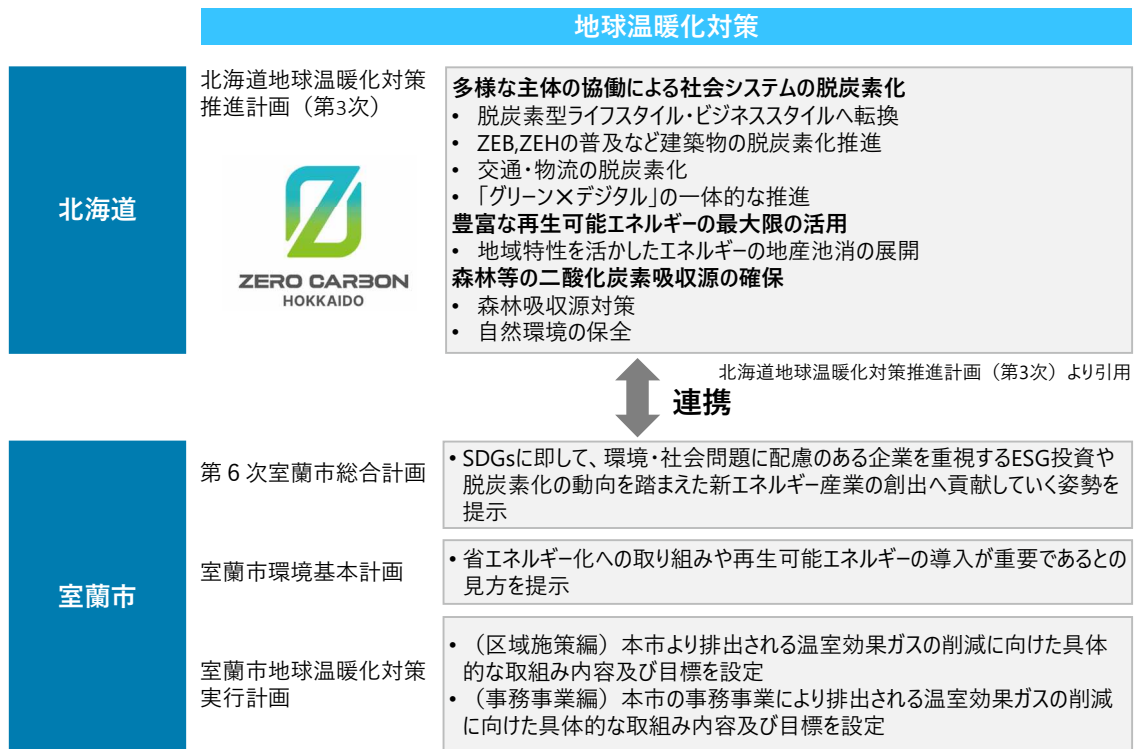 地球温暖化対策
北海道
北海道地球温暖化対策
推進計画（第3次）
ZERO CARBON
HOKKAIDO
多様な主体の協働による社会システムの脱炭素化
• 脱炭素型ライフスタイル・ビジネススタイルへ転換
• ZEB,ZEHの普及など建築物の脱炭素化推進
• 交通・物流の脱炭素化
• 「グリーン×デジタル」の一体的な推進
豊富な再生可能エネルギーの最大限の活用
• 地域特性を活かしたエネルギーの地産池消の展開
森林等の二酸化炭素吸収源の確保
• 森林吸収源対策
• 自然環境の保全
北海道地球温暖化対策推進計画（第3次）より引用
連携
室蘭市
第６次室蘭市総合計画
• SDGsに即して、環境・社会問題に配慮のある企業を重視するESG投資や
脱炭素化の動向を踏まえた新エネルギー産業の創出へ貢献していく姿勢を
提示
室蘭市環境基本計画
• 省エネルギー化への取り組みや再生可能エネルギーの導入が重要であるとの
見方を提示
室蘭市地球温暖化対策
実行計画
• （区域施策編）本市より排出される温室効果ガスの削減に向けた具体
的な取組み内容及び目標を設定
• （事務事業編）本市の事務事業により排出される温室効果ガスの削減
に向けた具体的な取組み内容及び目標を設定